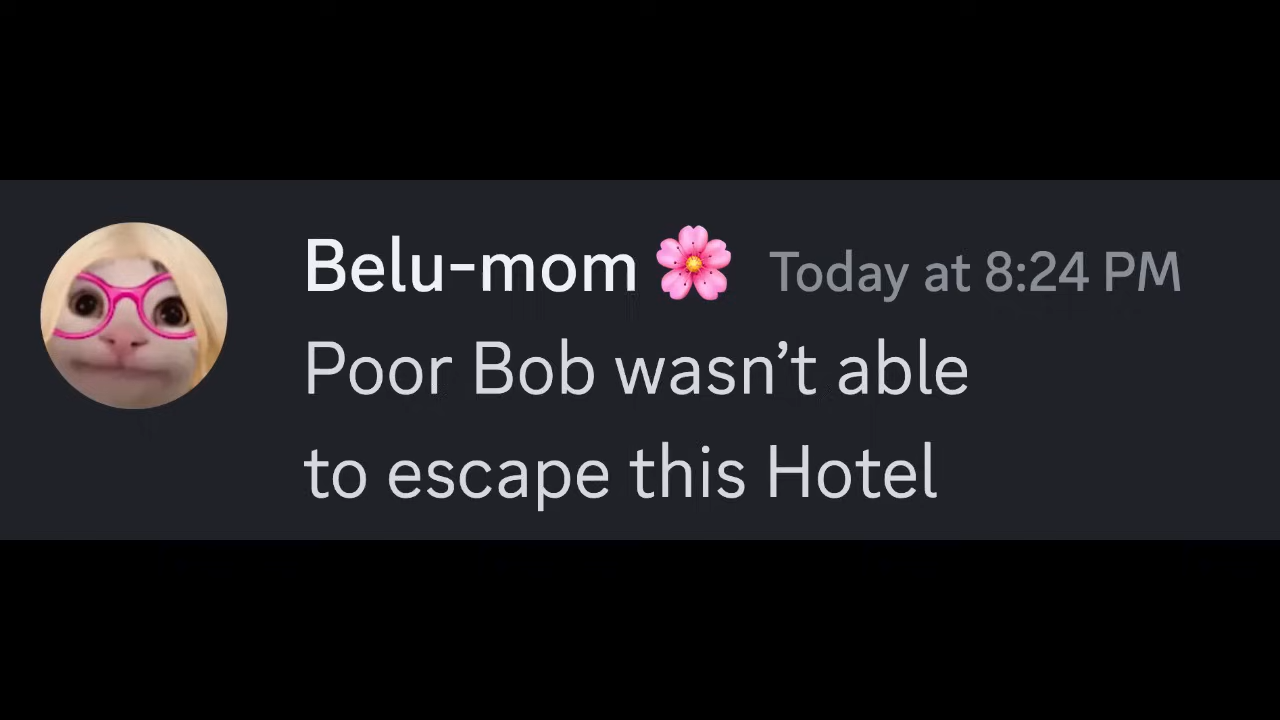 Belu-mom🌸 Today at 8:24 PM
Poor Bob wasn’t able
to escape this Hotel